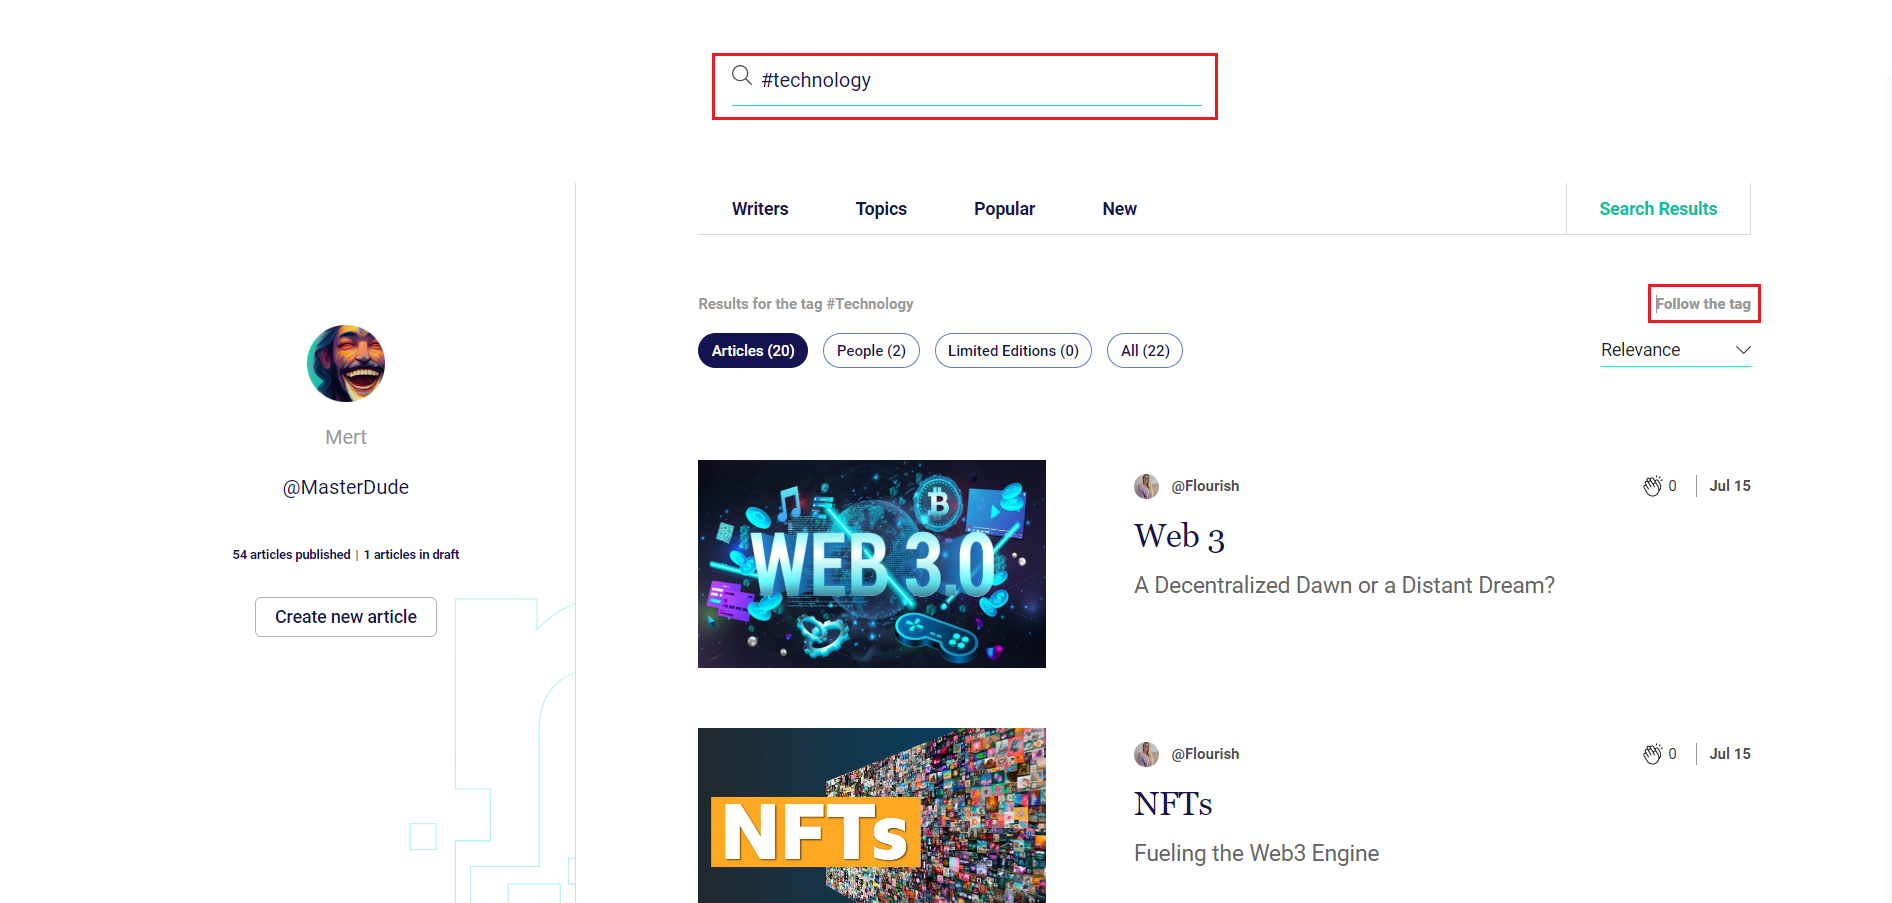 #technology
Writers Topics Popular New Search Results
Results for the tag #Technology Follow the tag
Articles (20) People (2) Limited Editions (0) All (22) Relevance
Mert
@MasterDude
54 articles published | 1 articles in draft
Create new article
WEB 3.0
@Flourish 0 Jul 15
Web 3
A Decentralized Dawn or a Distant Dream?
NFTs
@Flourish 0 Jul 15
NFTs
Fueling the Web3 Engine